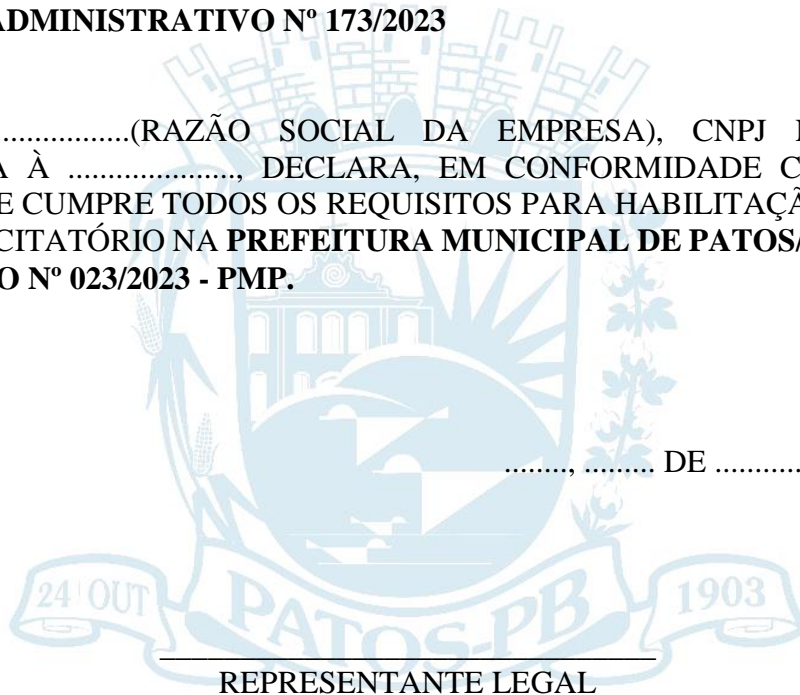 ADMINISTRATIVO Nº 173/2023
................(RAZÃO SOCIAL DA EMPRESA), CNPJ
À ...................., DECLARA, EM CONFORMIDADE
E CUMPRE TODOS OS REQUISITOS PARA HABILITAÇÃ
CITATÓRIO NA PREFEITURA MUNICIPAL DE PATOS/
O Nº 023/2023 - PMP.
........, ......... DE ...........
24 OUT
PATOS-PB
1903
REPRESENTANTE LEGAL